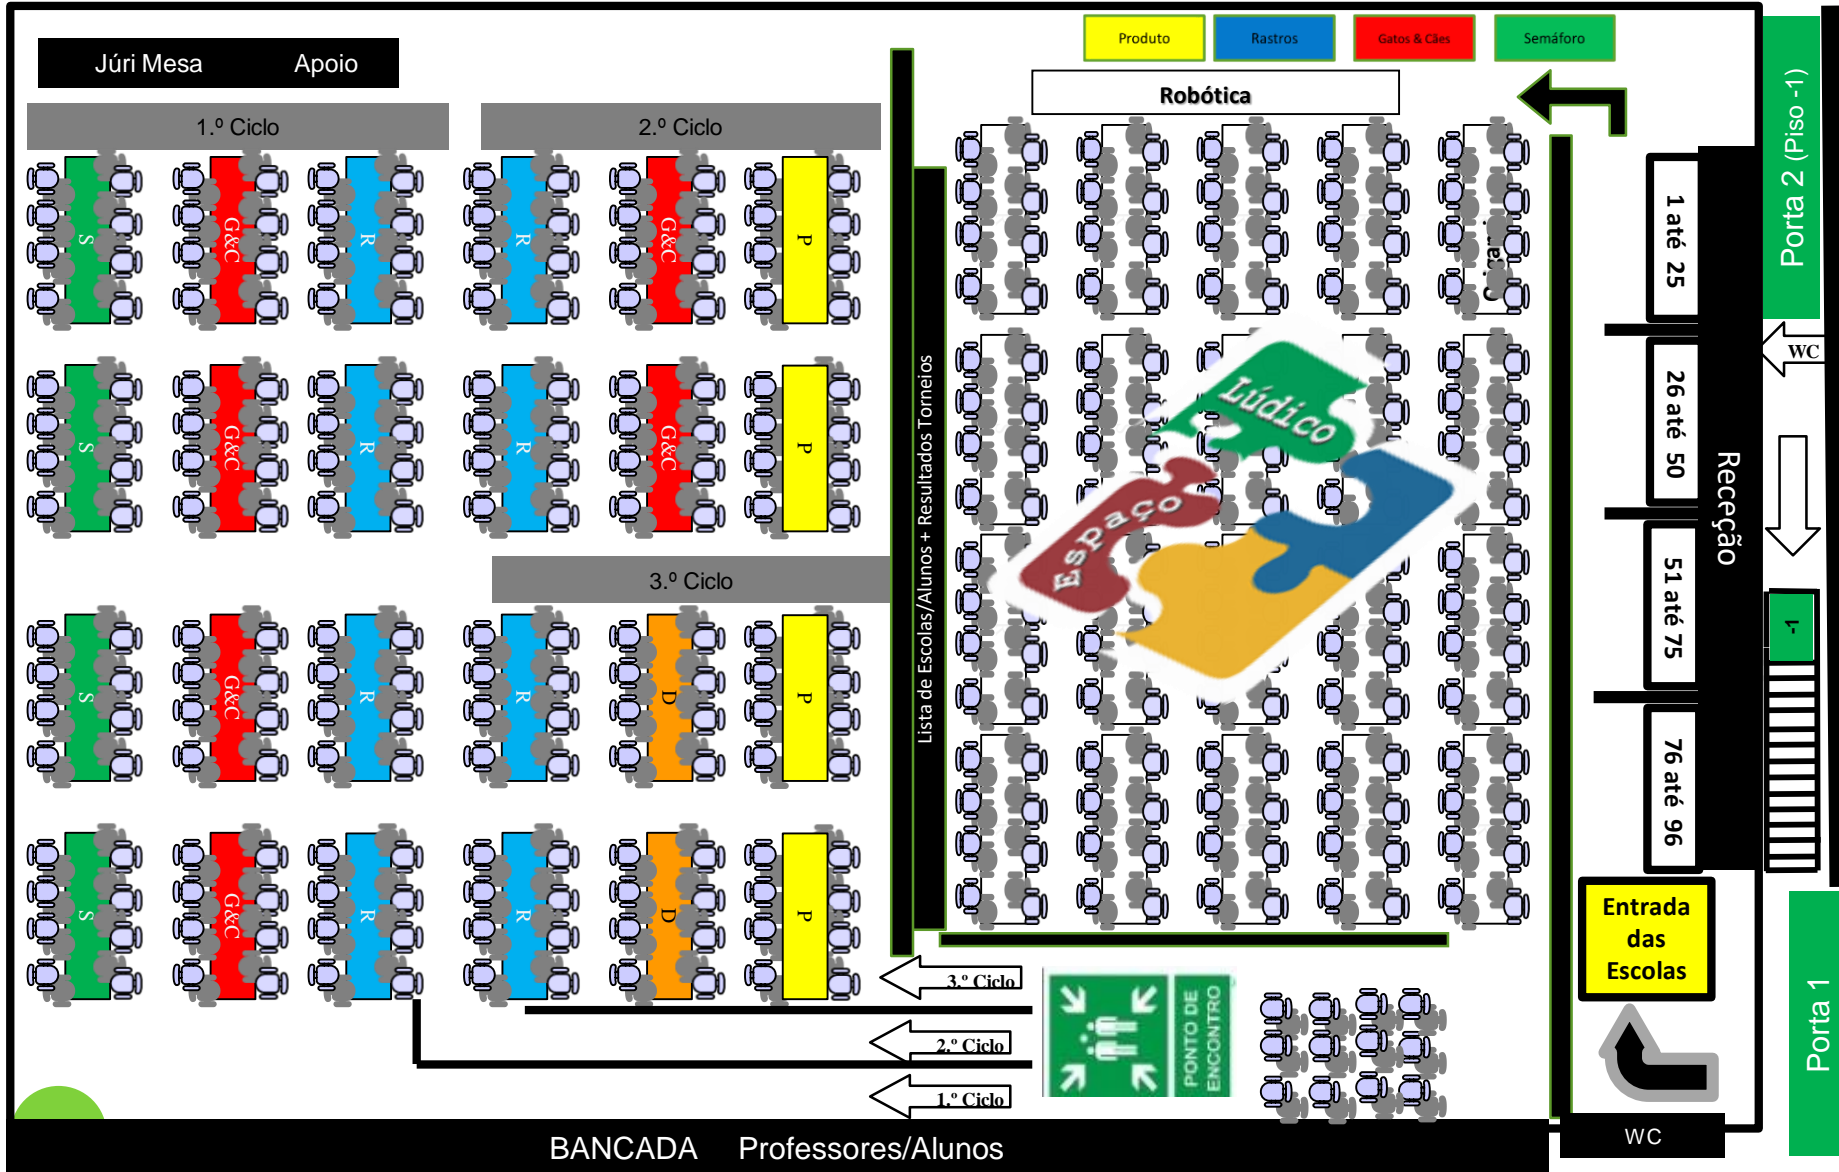 Produto
Rastros
Gatos & Cães
Semáforo
Júri Mesa Apoio
Robótica
1.º Ciclo
2.º Ciclo
S
G&C
R
R
G&C
P
S
G&C
R
R
G&C
P
3.º Ciclo
S
G&C
R
R
D
P
S
G&C
R
R
D
P
Lista de Escolas/Alunos + Resultados Torneios
Espaço
Lúdico
1 até 25
26 até 50
51 até 75
76 até 96
Receção
Porta 2 (Piso -1)
WC
-1
Entrada
das
Escolas
Porta 1
3.º Ciclo
2.º Ciclo
1.º Ciclo
PONTO DE
ENCONTRO
WC
BANCADA Professores/Alunos